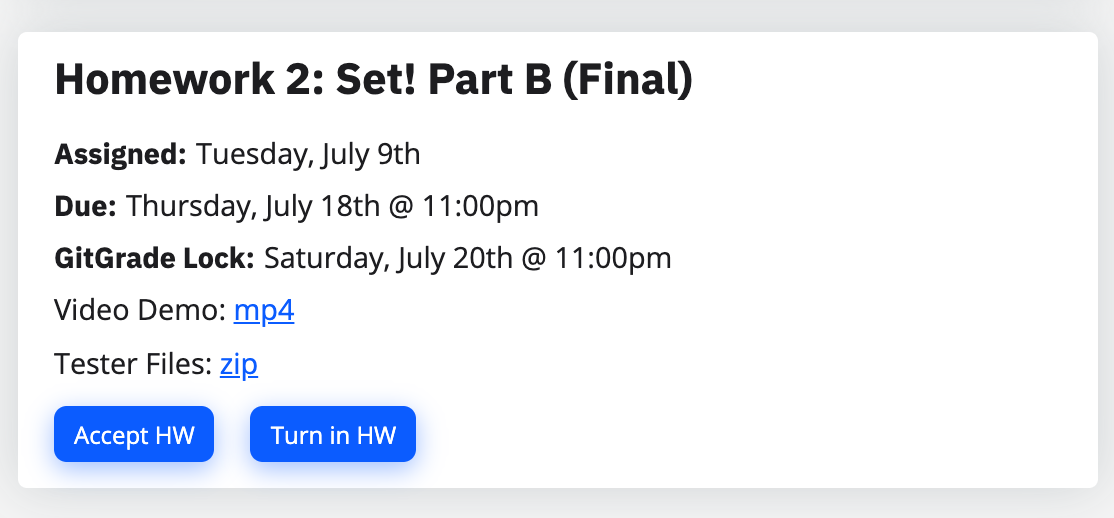 Homework 2: Set! Part B (Final)
Assigned: Tuesday, July 9th
Due: Thursday, July 18th @ 11:00pm
GitGrade Lock: Saturday, July 20th @ 11:00pm
Video Demo: mp4
Tester Files: zip
Accept HW
Turn in HW